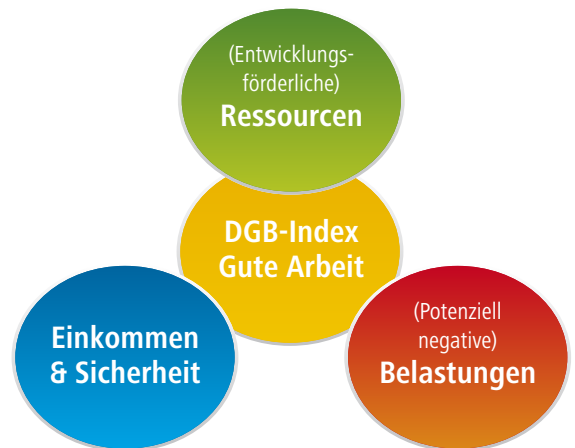 (Entwicklungs-
förderliche)
Ressourcen
DGB-Index
Gute Arbeit
Einkommen
& Sicherheit
(Potenziell
negative)
Belastungen